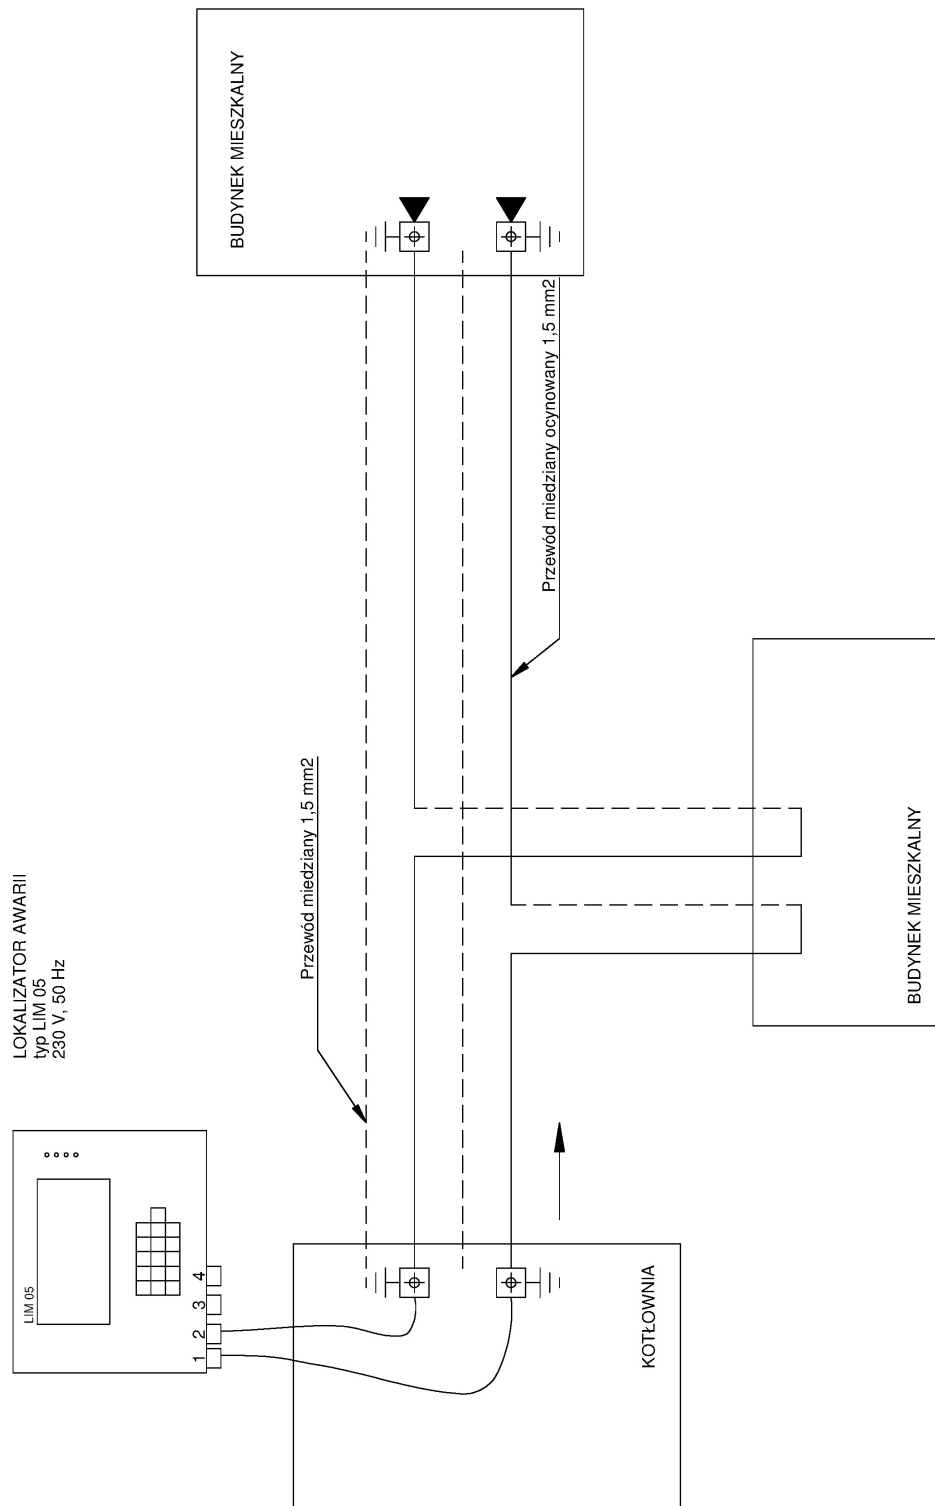 LOKALIZATOR AWARII
typ LIM 05
230 V, 50 Hz
LIM 05
1
2
3
4
KOTŁOWNIA
Przewód miedziany 1,5 mm2
Przewód miedziany ocynowany 1,5 mm2
BUDYNEK MIESZKALNY
BUDYNEK MIESZKALNY